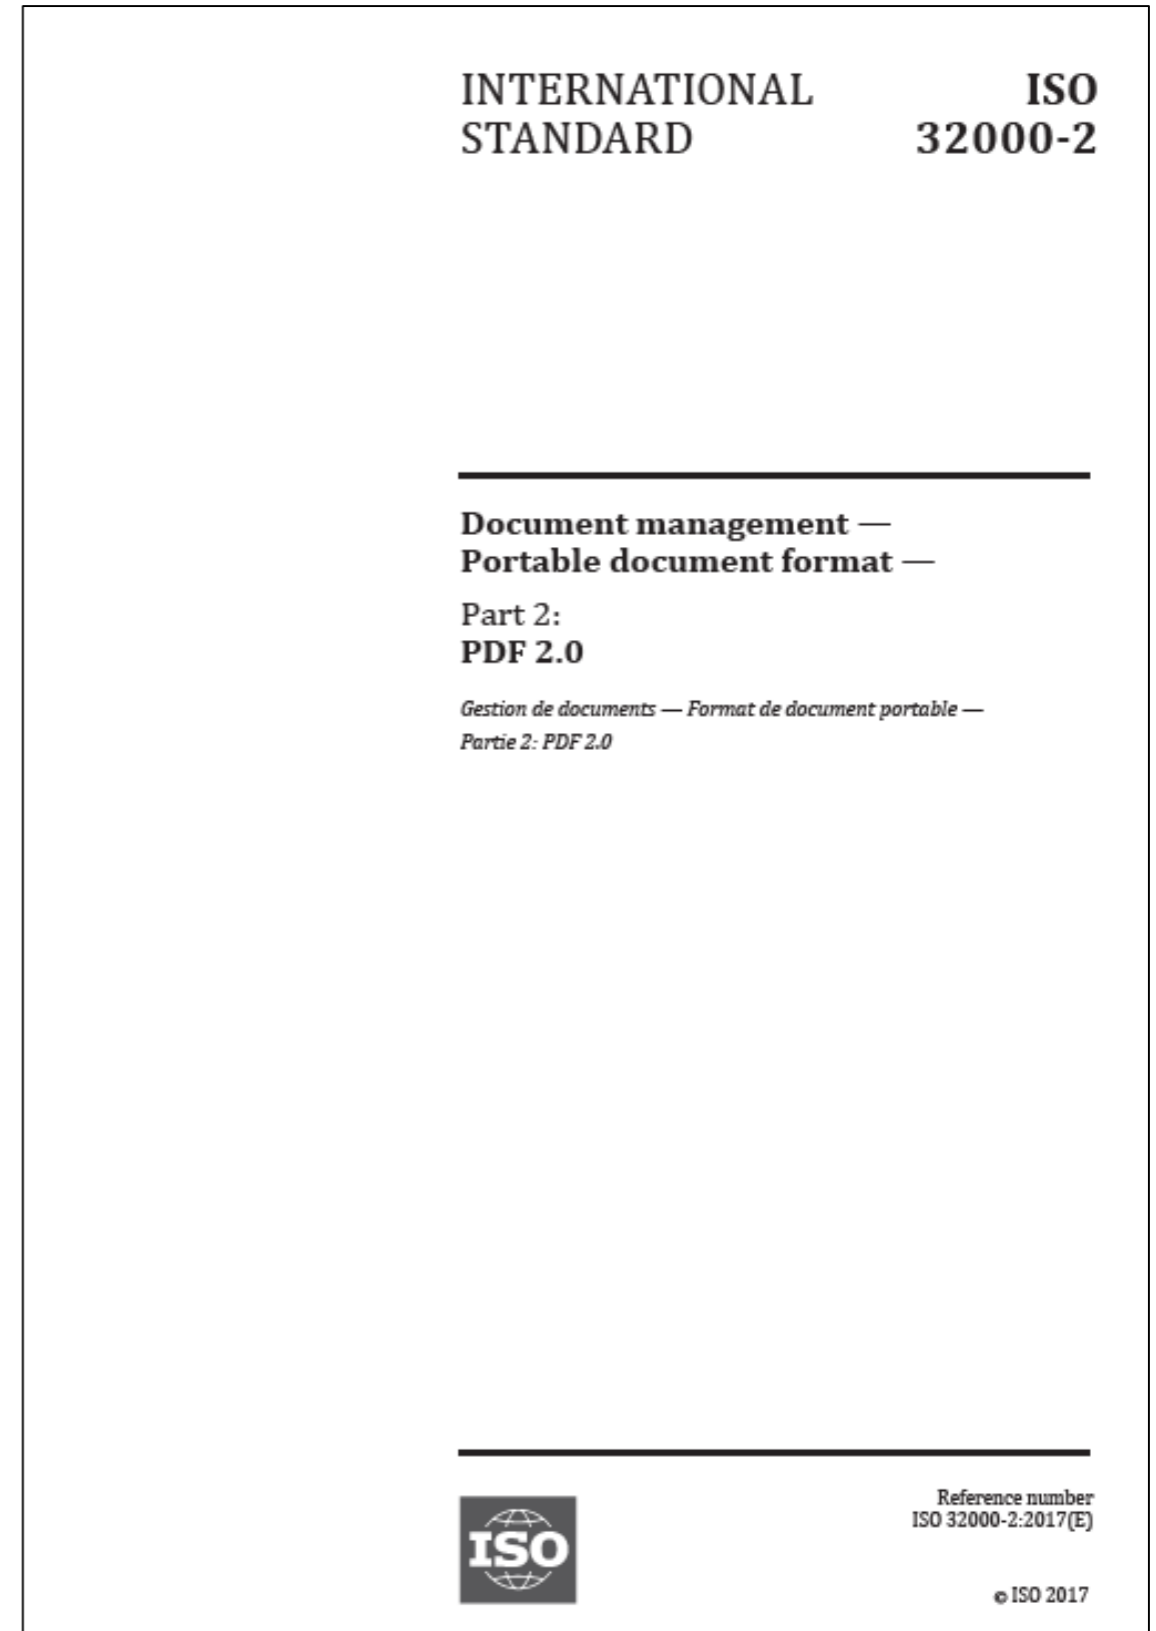 INTERNATIONAL STANDARD
ISO 32000-2
Document management —
Portable document format —
Part 2:
PDF 2.0
Gestion de documents — Format de document portable —
Partie 2: PDF 2.0
ISO
Reference number
ISO 32000-2:2017(E)
© ISO 2017